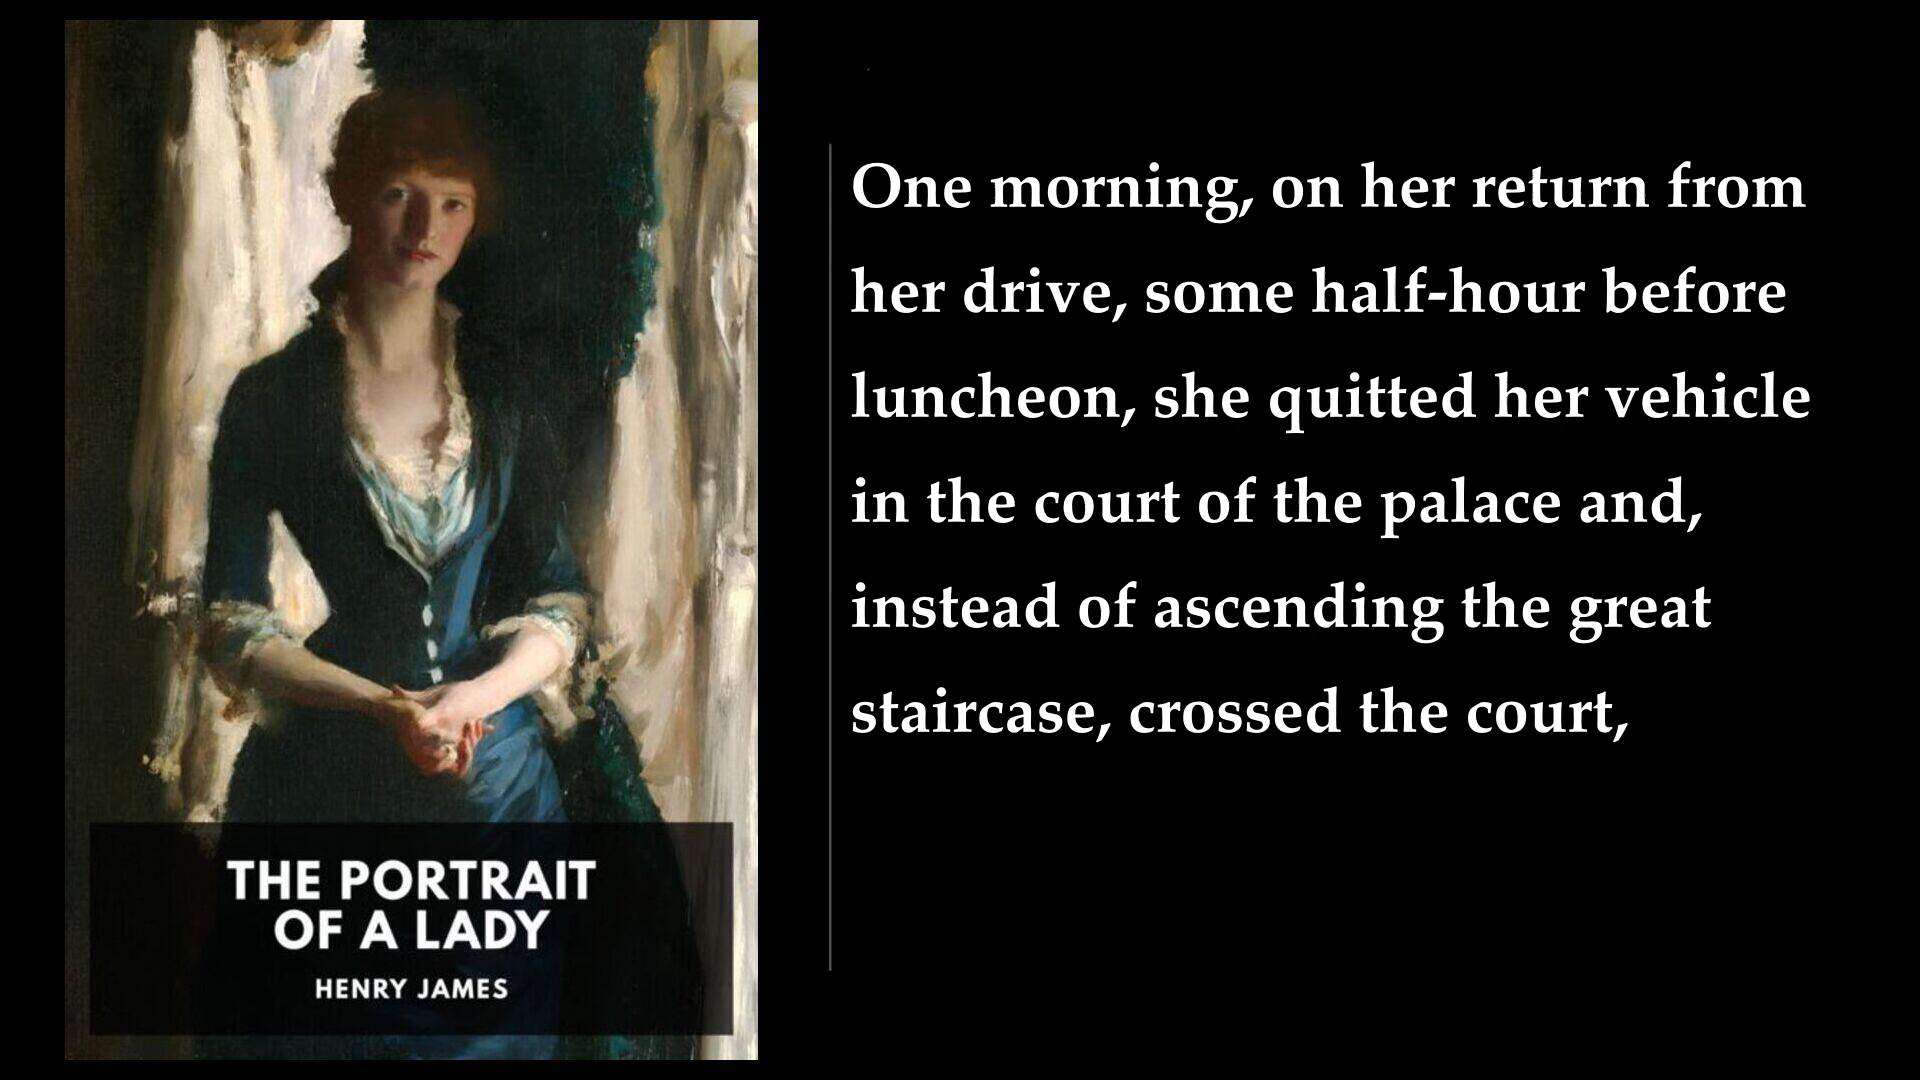 One morning, on her return from
her drive, some half-hour before
luncheon, she quitted her vehicle
in the court of the palace and,
instead of ascending the great
staircase, crossed the court,
THE PORTRAIT
OF A LADY
HENRY JAMES